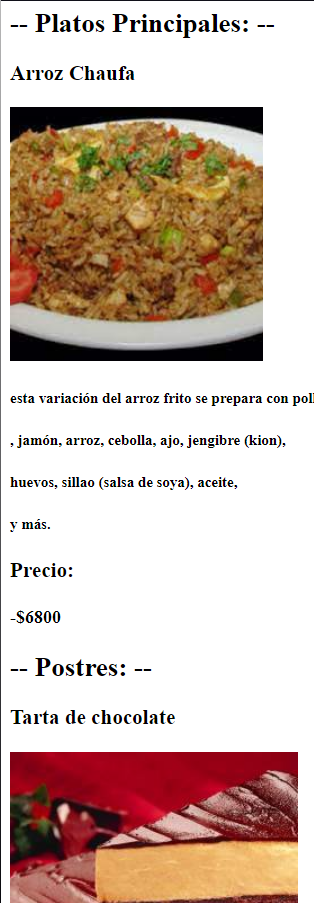 -- Platos Principales: --
Arroz Chaufa
esta variación del arroz frito se prepara con poll
, jamón, arroz, cebolla, ajo, jengibre (kion),
huevos, sillao (salsa de soya), aceite,
y más.
Precio:
-$6800
-- Postres: --
Tarta de chocolate